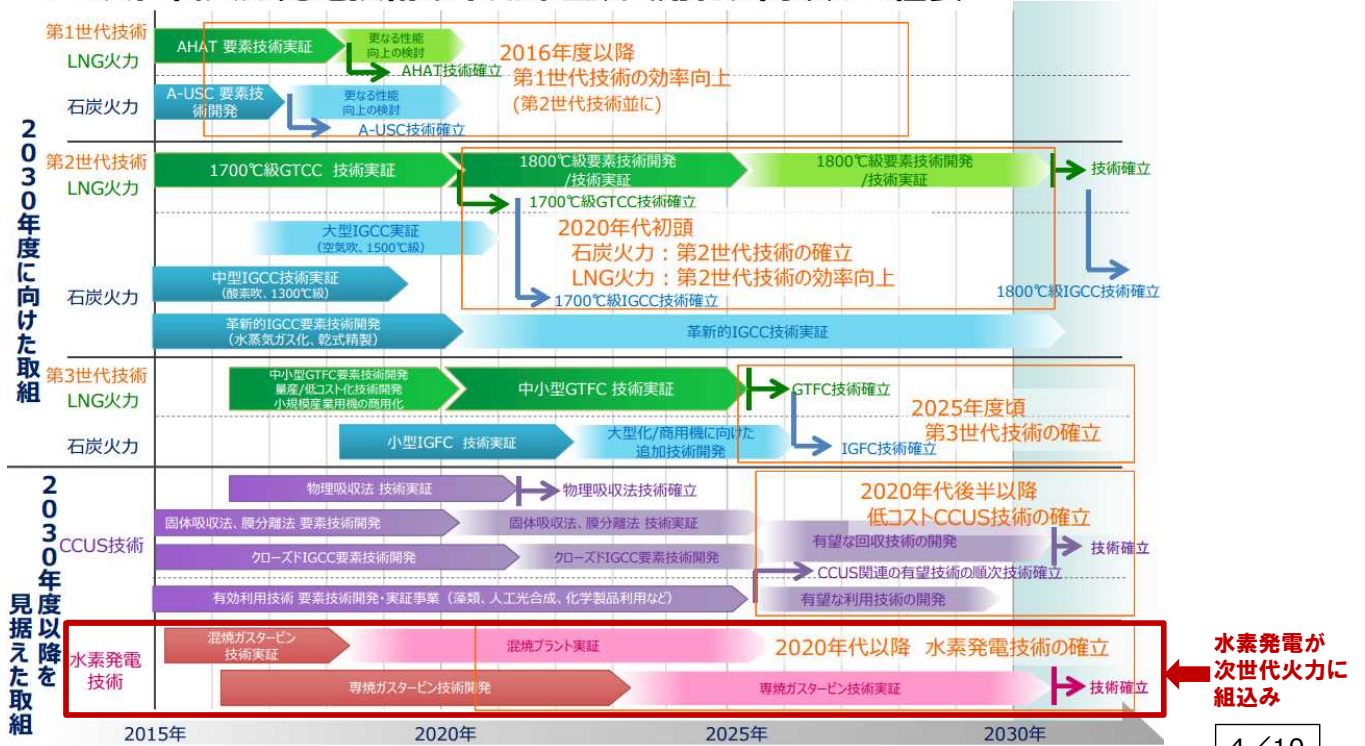 第1世代技術
LNG火力
AHAT 要素技術実証
更なる性能
向上の検討
AHAT技術確立
2016年度以降
第1世代技術の効率向上
(第2世代技術並に)
石炭火力
A-USC 要素技
術開発
更なる性能
向上の検討
A-USC技術確立
2030年度に向けた取組
第2世代技術
LNG火力
1700℃級GTCC 技術実証
1800℃級要素技術開発
/技術実証
1800℃級要素技術開発
/技術実証
技術確立
1700℃級GTCC技術確立
大型IGCC実証
(空気吹、1500℃級)
2020年代初頭
石炭火力：第2世代技術の確立
LNG火力：第2世代技術の効率向上
石炭火力
中型IGCC技術実証
(酸素吹、1300℃級)
1700℃級IGCC技術確立
1800℃級IGCC技術確立
革新的IGCC要素技術開発
(水蒸気ガス化、乾式精製)
革新的IGCC技術実証
第3世代技術
LNG火力
中小型GTFC要素技術開発
量産/低コスト化技術開発
小規模産業用機の商用化
中小型GTFC 技術実証
GTFC技術確立
2025年度頃
第3世代技術の確立
石炭火力
小型IGFC 技術実証
大型化/商用機に向けた
追加技術開発
IGFC技術確立
2030年度以降を
見据えた取組
CCUS技術
物理吸収法 技術実証
物理吸収法技術確立
2020年代後半以降
低コストCCUS技術の確立
固体吸収法、膜分離法 要素技術開発
固体吸収法、膜分離法 技術実証
有望な回収技術の開発
技術確立
クローズドIGCC要素技術開発
クローズドIGCC要素技術開発
CCUS関連の有望技術の順次技術確立
有効利用技術 要素技術開発・実証事業（藻類、人工光合成、化学製品利用など）
有望な利用技術の開発
水素発電
技術
混焼ガスタービン
技術実証
混焼プラント実証
2020年代以降 水素発電技術の確立
専焼ガスタービン技術開発
専焼ガスタービン技術実証
技術確立
水素発電が
次世代火力に
組込み
2015年
2020年
2025年
2030年